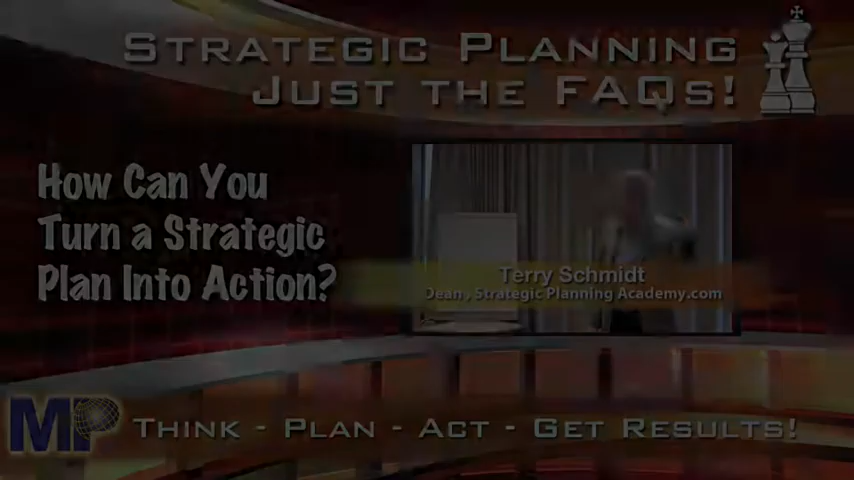 Strategic Planning
Just the FAQs!
How Can You
Turn a Strategic
Plan Into Action?
Terry Schmidt
Dean, Strategic Planning Academy.com
MP
Think - Plan - Act - Get Results!